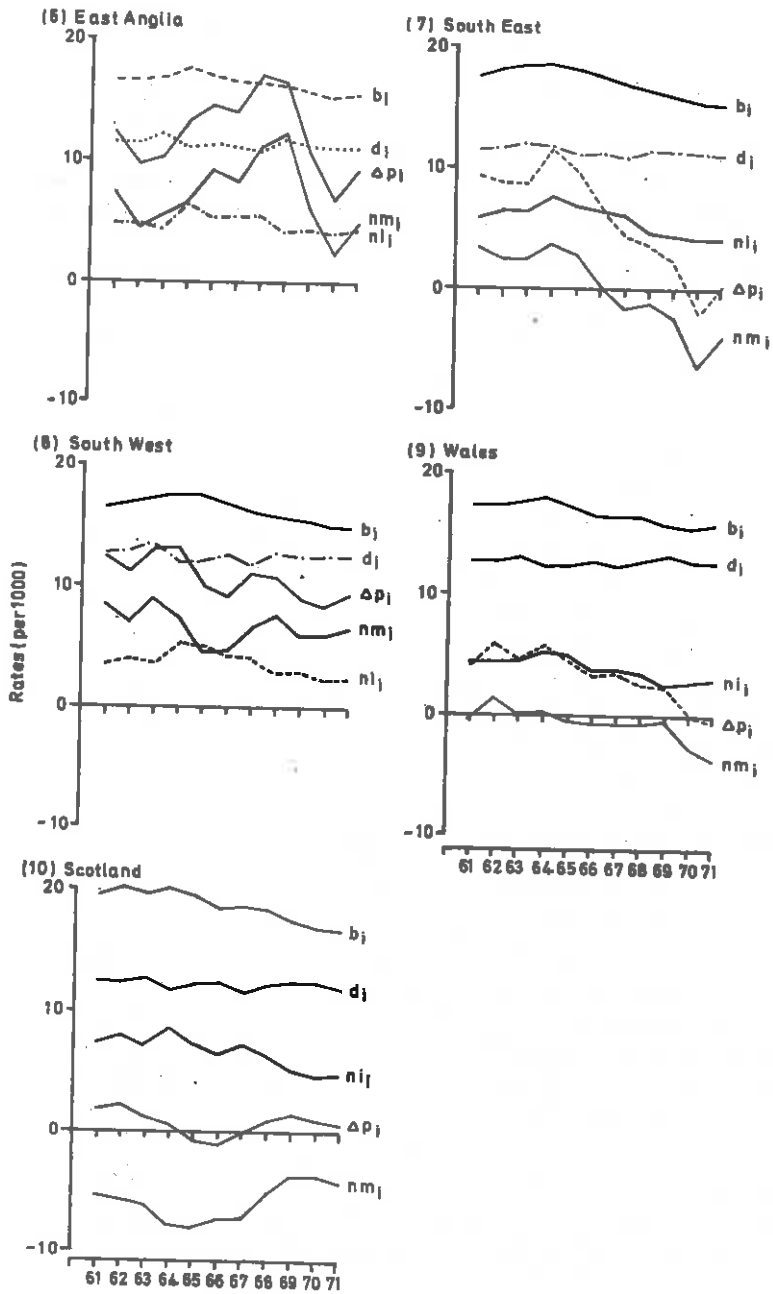 (6) East Anglia
20
10
0
-10
bi
di
Δpi
nmi
nli
(7) South East
20
10
0
-10
bi
di
nli
Δpi
nmi
(8) South West
20
10
0
-10
bi
di
Δpi
nmi
nli
Rates (per1000)
(9) Wales
20
10
0
-10
bi
di
nii
Δpi
nmi
61 62 63 64 65 66 67 68 69 70 71
(10) Scotland
20
10
0
-10
bi
di
nii
Δpi
nmi
61 62 63 64 65 66 67 68 69 70 71